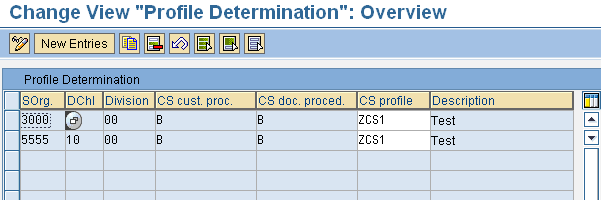 Change View "Profile Determination": Overview
New Entries
Profile Determination
SOrg. DChl Division CS cust. proc. CS doc. proced. CS profile Description
3000 00 B B ZCS1 Test
5555 10 00 B B ZCS1 Test